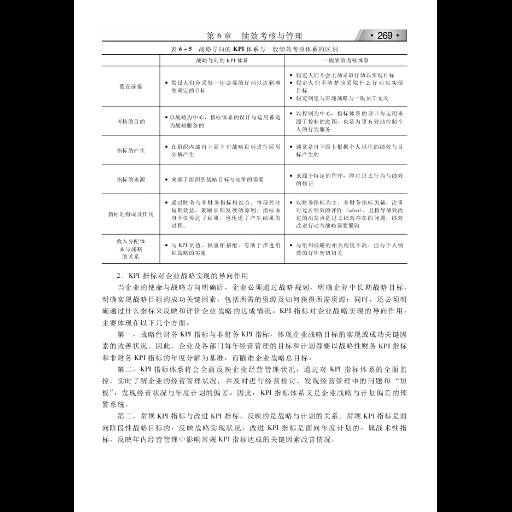 第 6 章　绩效考核与管理
· 269 ·
表 6-5　战略导向的 KPI 体系与一般绩效考核体系的区别
战略导向的 KPI 体系
一般绩效考核体系
假设前提
• 假设人们会采取一切必要的行动以达到事
先确定的目标
• 假定人们不会主动采取行动以实现目标
• 假定人们不清楚应采取什么行动以实现
目标
• 假定制定与实施战略与一般员工无关
考核的目的
• 以战略为中心，指标体系的设计与运用都是
为战略服务的
• 以控制为中心，指标体系的设计与运用来
源于控制的意图，也是为更有效地控制个
人的行为服务
指标的产生
• 在组织内部自上而下对战略目标进行层层
分解产生
• 通常是自下而上根据个人以往的绩效与目
标产生的
指标的来源
• 来源于组织的战略目标与竞争的需要
• 来源于特定的程序，即对过去行为与绩效
的修正
指标的构成及作用
• 通过财务与非财务指标相结合，体现关注
短期效益、兼顾长期发展的原则；指标本
身不仅传达了结果，也传递了产生结果的
过程。
• 以财务指标为主，非财务指标为辅，注重
对过去绩效的评价
改进行动与战略需要脱钩
收入分配体
系与战略
的关系
• 与 KPI 的值、权重相搭配，有助于推进组
织战略的实施
• 与组织战略的相关程度不高，但与个人绩
效的好坏密切相关
2. KPI 指标对企业战略实现的导向作用
当企业的使命与战略方向明确后，企业必须通过战略规划，明确企业中长期战略目标，
明确实现战略目标的成功关键因素，包括所需的资源及如何获得所需资源；同时，还必须明
确通过什么指标来反映和评价企业战略的达成情况。KPI 指标对企业战略实现的导向作用，
主要体现在以下几个方面。
第一，战略性财务 KPI 指标与非财务 KPI 指标，体现企业战略目标的实现或成功关键因
素的改善状况。因此，企业及各部门每年经营管理的目标和计划都要以战略性财务 KPI 指标
和非财务 KPI 指标的年度分解为基准，而瞄准企业战略总目标。
第二，KPI 指标体系将会全面反映企业经营管理状况，通过对 KPI 指标体系的全面监
控，实时了解企业的经营管理状况，并及时进行经营检讨，发现经营管理中的问题和“短
板”，发现经营状况与年度计划的偏差。因此，KPI 指标体系又是企业战略与计划偏差的预
警系统。
第三，常规 KPI 指标与改进 KPI 指标，反映的是战略与计划的关系。常规 KPI 指标是面
向阶段性战略目标的，反映战略实现状况；改进 KPI 指标是面向年度计划的，属战术性指
标，反映年内经营管理中影响常规 KPI 指标达成的关键因素改善情况。